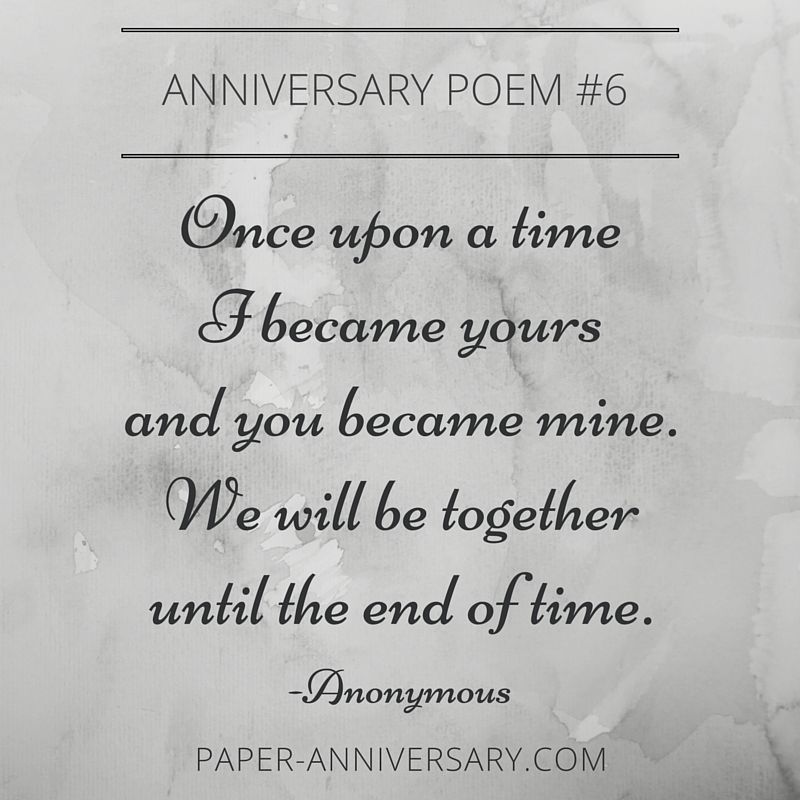 ANNIVERSARY POEM #6
Once upon a time
I became yours
and you became mine.
We will be together
until the end of time.
-Anonymous
PAPER-ANNIVERSARY.COM